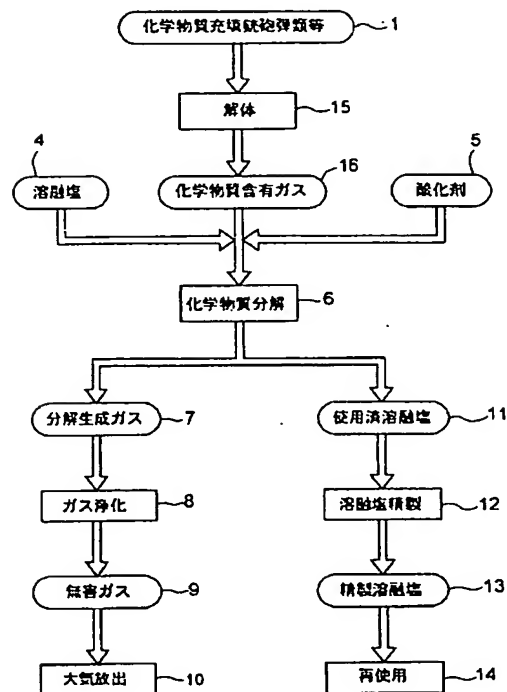 化学物質充填銃砲弾類等 1
解体 15
4 16 5
溶融塩 化学物質含有ガス 酸化剤
化学物質分解 6
分解生成ガス 7 使用済溶融塩 11
ガス浄化 8 溶融塩精製 12
無害ガス 9 精製溶融塩 13
大気放出 10 再使用 14